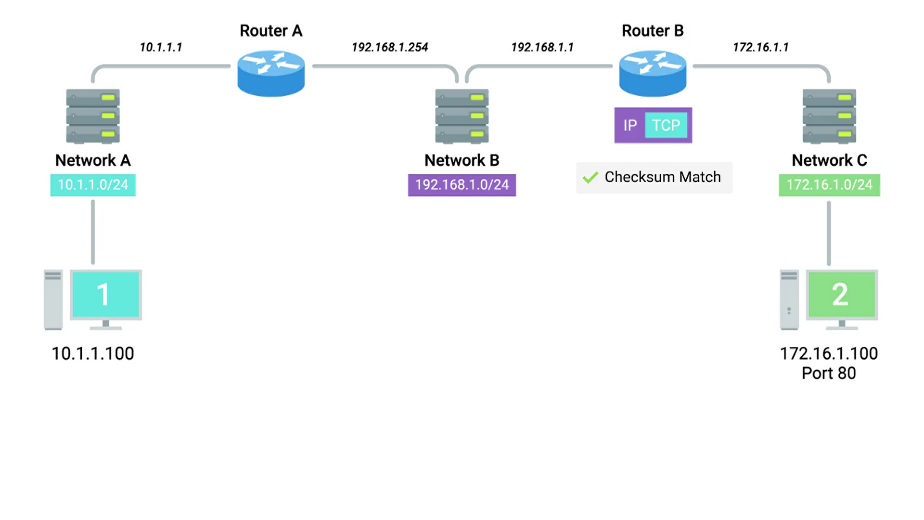 Router A
Router B
10.1.1.1
192.168.1.254
192.168.1.1
172.16.1.1
IP TCP
Network A
Network B
Checksum Match
Network C
10.1.1.0/24
192.168.1.0/24
172.16.1.0/24
1
2
10.1.1.100
172.16.1.100
Port 80